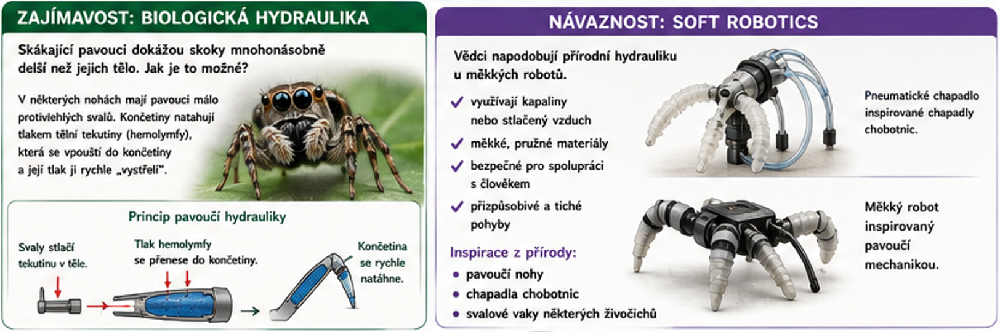 ZAJÍMAVOST: BIOLOGICKÁ HYDRAULIKA
Skákající pavouci dokážou skoky mnohonásobně
delší než jejich tělo. Jak je to možné?
V některých nohách mají pavouci málo
protiviehlých svalů. Končetiny natahují
tlakem tělní tekutiny (hemolymfy),
která se vpouští do končetiny
a její tlak ji rychle „vystřelí“.
Princip pavoučí hydrauliky
Svaly stlačí
tekutinu v těle.
Tlak hemolymfy
se přenese do končetiny.
Končetina
se rychle
natáhne.
NÁVAZNOST: SOFT ROBOTICS
Vědci napodobují přírodní hydrauliku
u měkkých robotů.
využívají kapaliny
nebo stlačený vzduch
měkké, pružné materiály
bezpečné pro spolupráci
s člověkem
přizpůsobivé a tiché
pohyby
Inspirace z přírody:
• pavoučí nohy
• chapadla chobotnic
• svalové vaky některých živočichů
Pneumatické chapadlo
inspirované chapadly
chobotnic.
Měkký robot
inspirovaný
pavoučí
mechanikou.